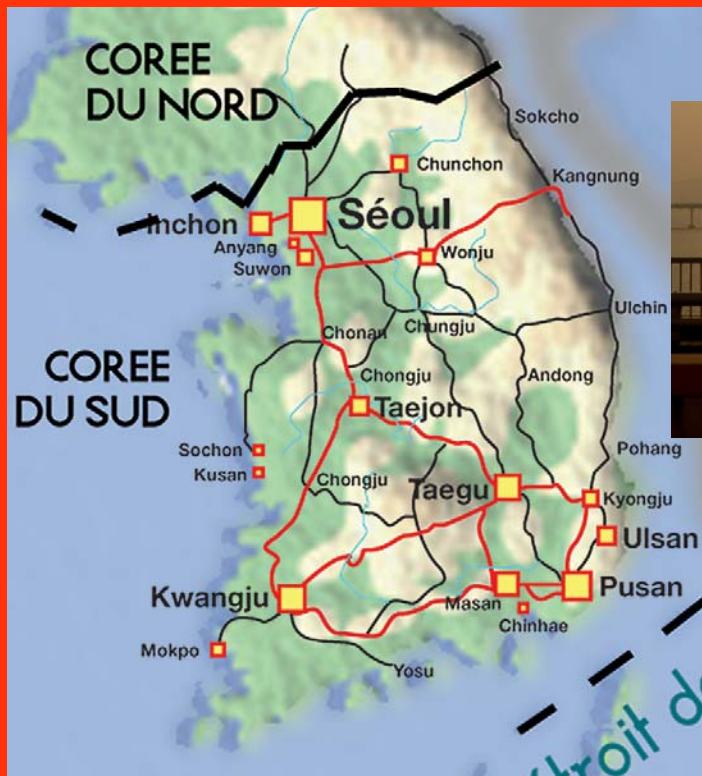 COREE
DU NORD
Sokcho
Chunchon
Kangnung
Séoul
Inchon
Anyang
Suwon
Wonju
Ulchin
Chonan
Chungju
COREE
DU SUD
Chongju
Andong
Taejon
Sochon
Pohang
Kusan
Chongju
Taegu
Kyongju
Ulsan
Kwangju
Masan
Pusan
Chinhae
Mokpo
Yosu